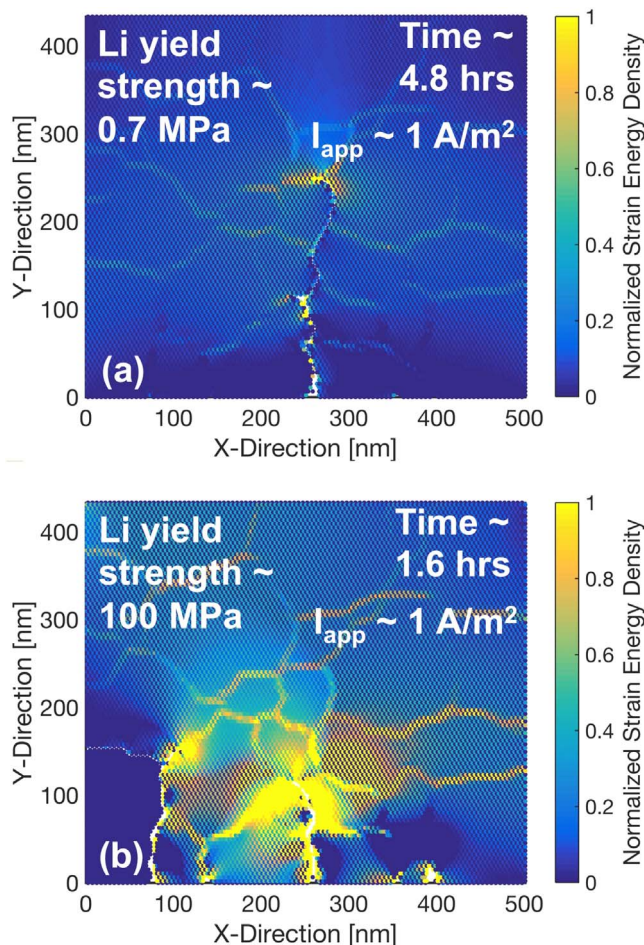 Li yield
strength ~
0.7 MPa
Time ~
4.8 hrs
I_app ~ 1 A/m²
(a)
400
300
200
100
0
Y-Direction [nm]
0 100 200 300 400 500
X-Direction [nm]
1
0.8
0.6
0.4
0.2
0
Normalized Strain Energy Density
Li yield
strength ~
100 MPa
Time ~
1.6 hrs
I_app ~ 1 A/m²
(b)
400
300
200
100
0
Y-Direction [nm]
0 100 200 300 400 500
X-Direction [nm]
1
0.8
0.6
0.4
0.2
0
Normalized Strain Energy Density